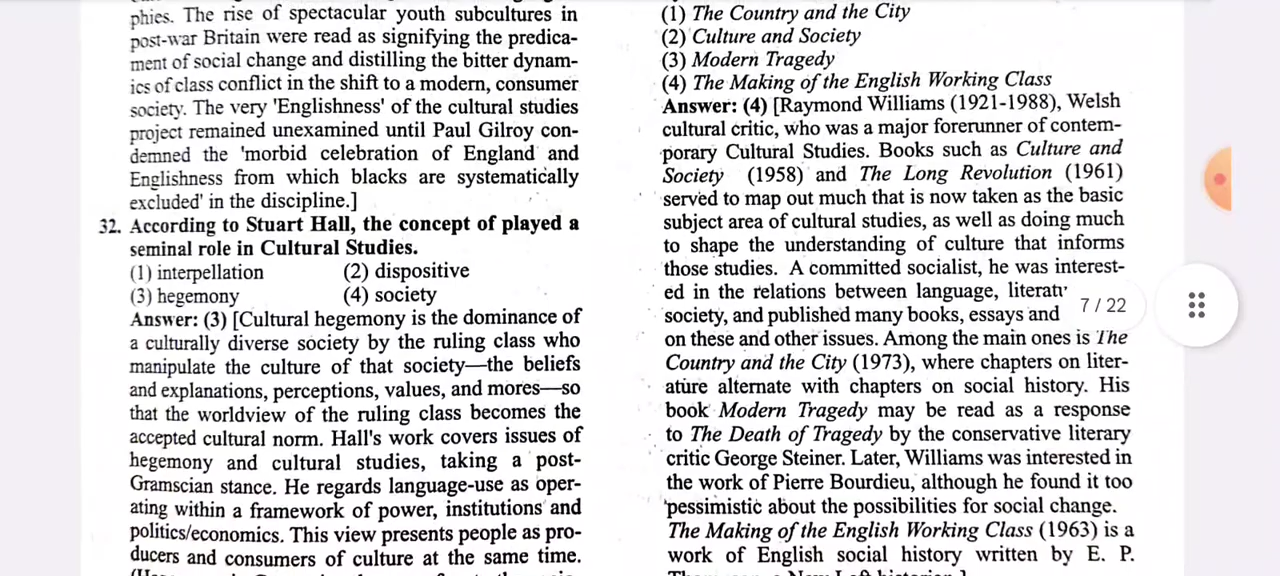 phies. The rise of spectacular youth subcultures in
post-war Britain were read as signifying the predica-
ment of social change and distilling the bitter dynam-
ics of class conflict in the shift to a modern, consumer
society. The very 'Englishness' of the cultural studies
project remained unexamined until Paul Gilroy con-
demned the 'morbid celebration of England and
Englishness from which blacks are systematically
excluded' in the discipline.]
32. According to Stuart Hall, the concept of played a
seminal role in Cultural Studies.
(1) interpellation (2) dispositive
(3) hegemony (4) society
Answer: (3) [Cultural hegemony is the dominance of
a culturally diverse society by the ruling class who
manipulate the culture of that society—the beliefs
and explanations, perceptions, values, and mores—so
that the worldview of the ruling class becomes the
accepted cultural norm. Hall's work covers issues of
hegemony and cultural studies, taking a post-
Gramscian stance. He regards language-use as oper-
ating within a framework of power, institutions and
politics/economics. This view presents people as pro-
ducers and consumers of culture at the same time.
(1) The Country and the City
(2) Culture and Society
(3) Modern Tragedy
(4) The Making of the English Working Class
Answer: (4) [Raymond Williams (1921-1988), Welsh
cultural critic, who was a major forerunner of contem-
porary Cultural Studies. Books such as Culture and
Society (1958) and The Long Revolution (1961)
served to map out much that is now taken as the basic
subject area of cultural studies, as well as doing much
to shape the understanding of culture that informs
those studies. A committed socialist, he was interest-
ed in the relations between language,
society, and published many books, essays and
on these and other issues. Among the main ones is The
Country and the City (1973), where chapters on liter-
ature alternate with chapters on social history. His
book Modern Tragedy may be read as a response
to The Death of Tragedy by the conservative literary
critic George Steiner. Later, Williams was interested in
the work of Pierre Bourdieu, although he found it too
pessimistic about the possibilities for social change.
The Making of the English Working Class (1963) is a
work of English social history written by E. P.
7 / 22